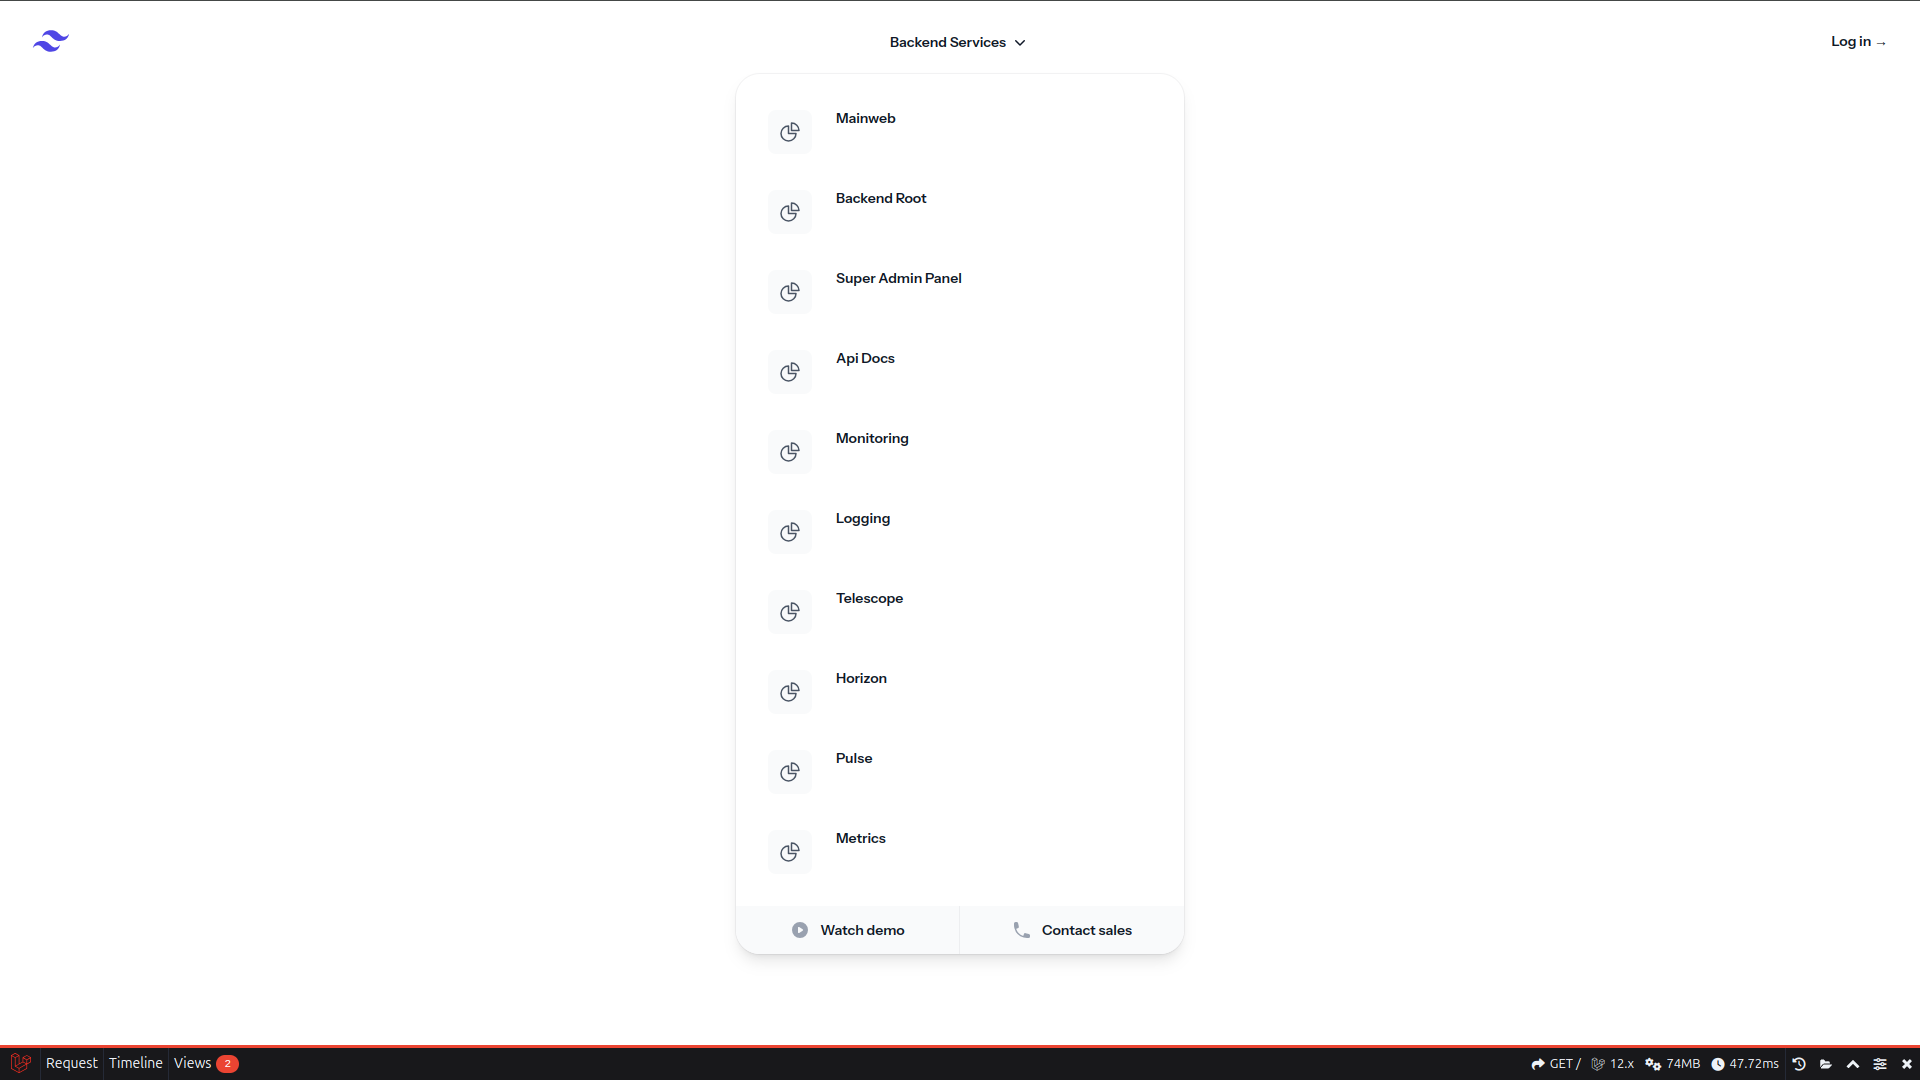 Backend Services
Log in →
Mainweb
Backend Root
Super Admin Panel
Api Docs
Monitoring
Logging
Telescope
Horizon
Pulse
Metrics
Watch demo
Contact sales
Request Timeline Views 2 GET / 12.x 74MB 47.72ms